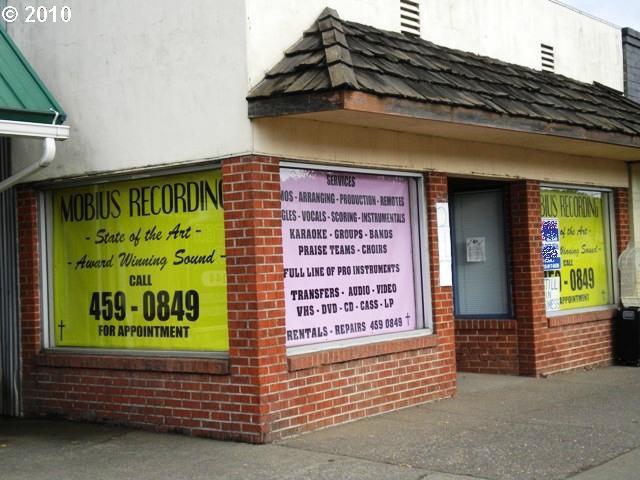 © 2010
MOBIUS RECORDING
- State of the Art -
- Award Winning Sound -
CALL
459-0849
FOR APPOINTMENT
SERVICES
MOS - ARRANGING - PRODUCTION - REMOTES
GLES - VOCALS - SCORING - INSTRUMENTALS
KARAOKE - GROUPS - BANDS
PRAISE TEAMS - CHOIRS
FULL LINE OF PRO INSTRUMENTS
TRANSFERS - AUDIO - VIDEO
VHS - DVD - CD - CASS - LP
RENTALS - REPAIRS 459 0849
BIUS RECORDING
of the Art -
Winning Sound -
CALL
0849
APPOINTMENT